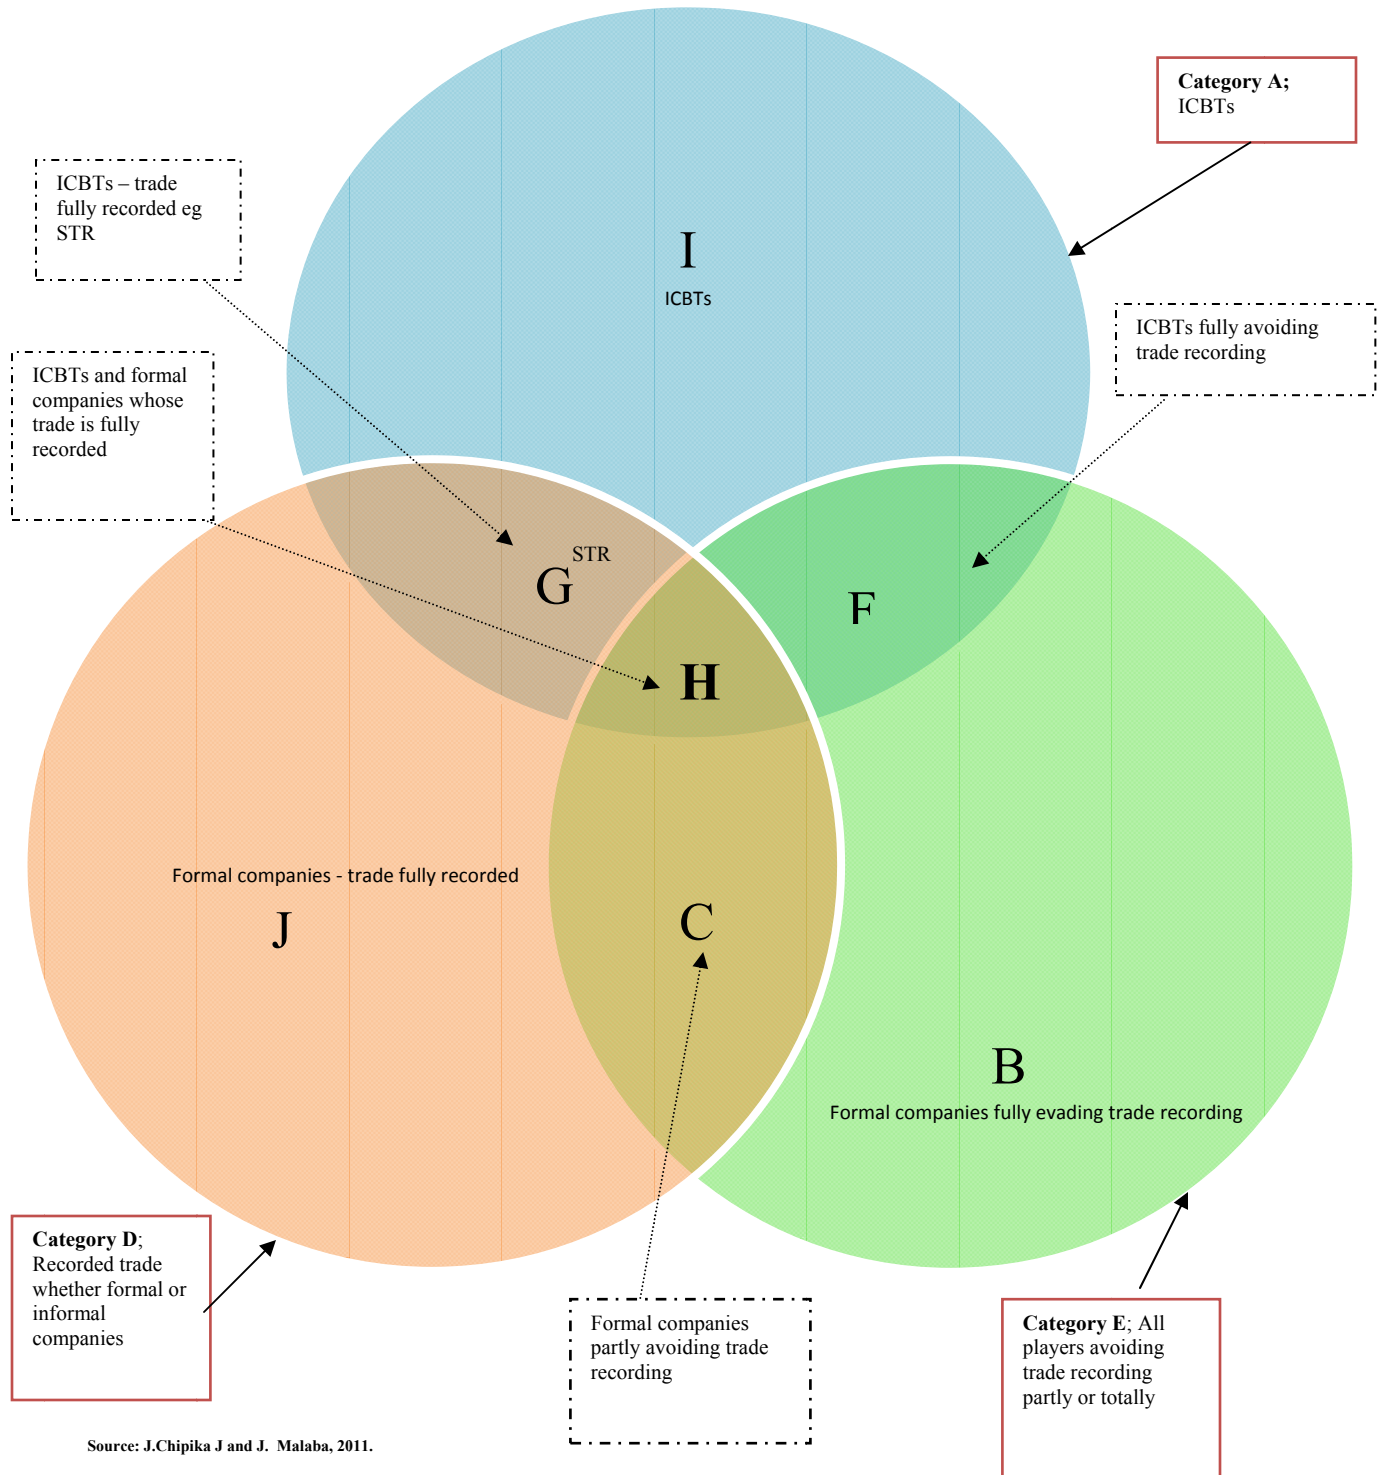 Category A;
ICBTs
ICBTs – trade
fully recorded eg
STR
I
ICBTs
ICBTs fully avoiding
trade recording
ICBTs and formal
companies whose
trade is fully
recorded
STR
G
F
H
Formal companies - trade fully recorded
J
C
B
Formal companies fully evading trade recording
Category D;
Recorded trade
whether formal or
informal
companies
Formal companies
partly avoiding trade
recording
Category E; All
players avoiding
trade recording
partly or totally
Source: J.Chipika J and J. Malaba, 2011.